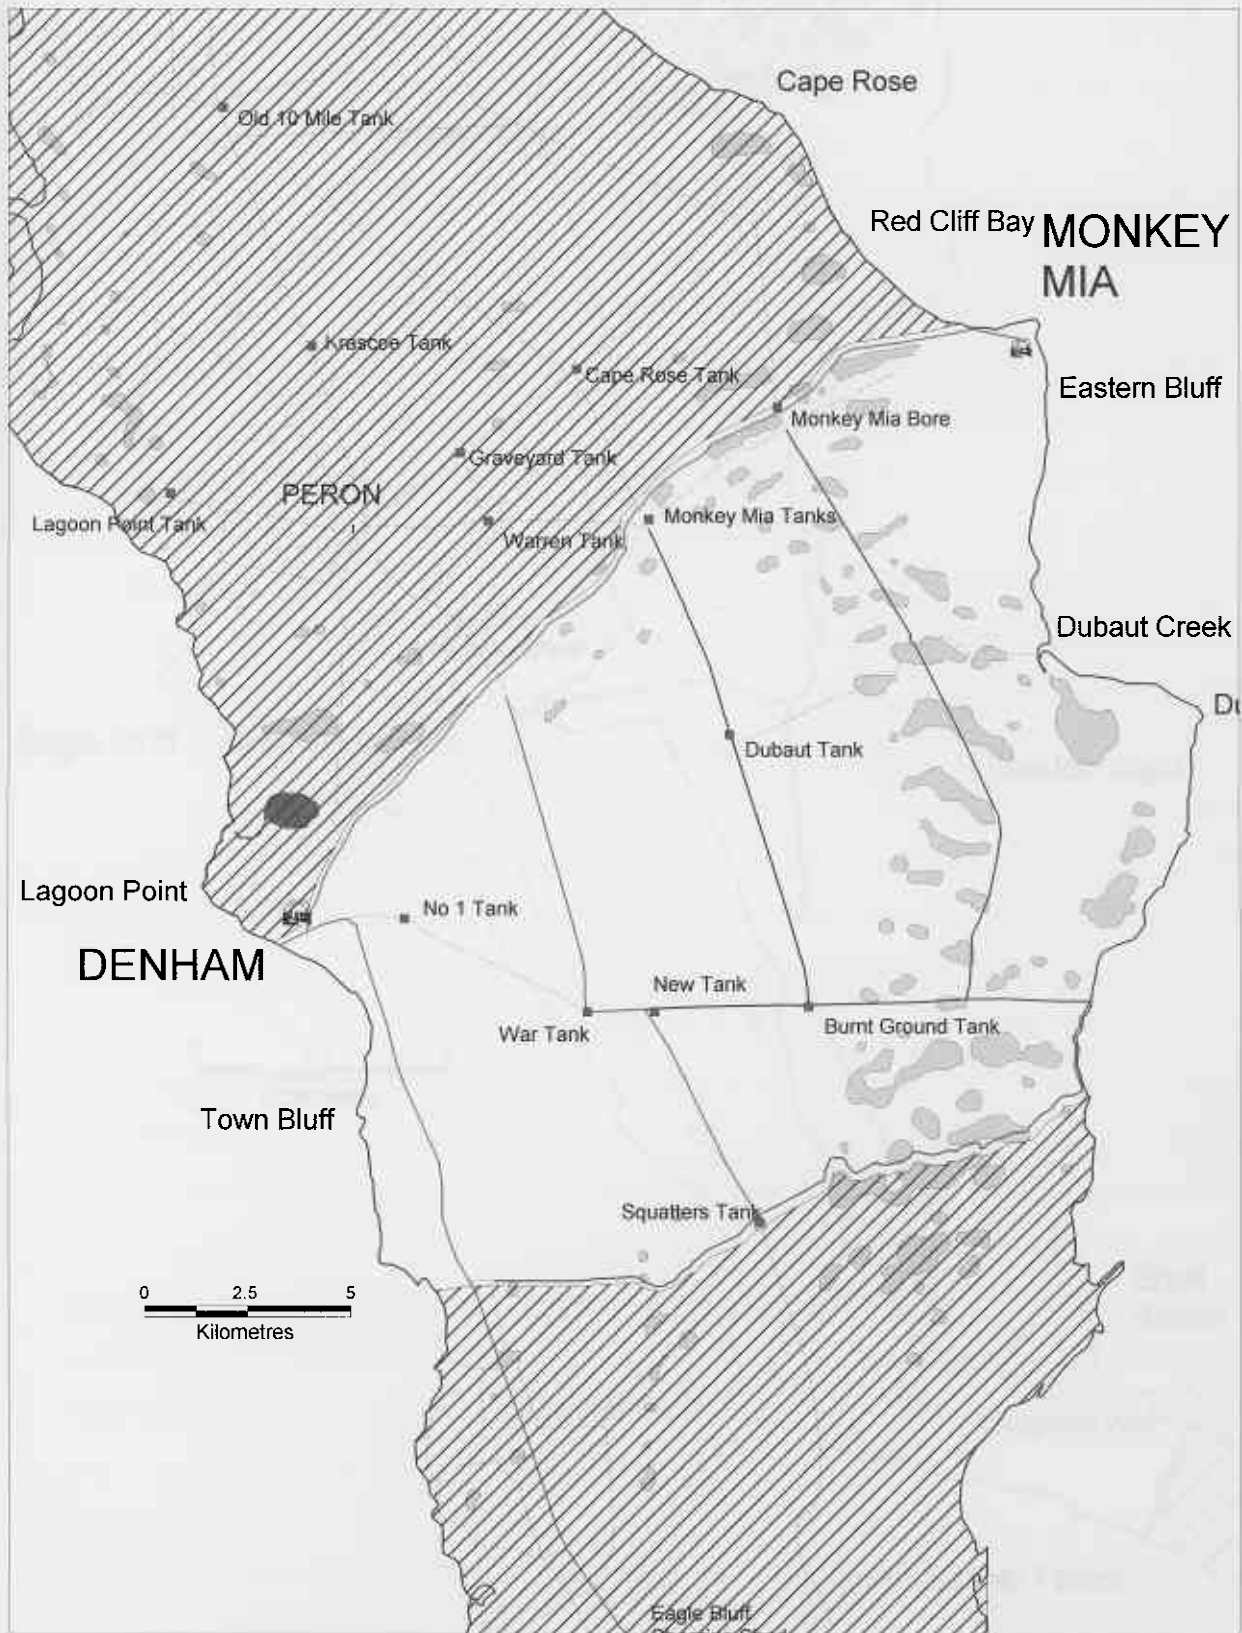 Cape Rose
Old 10 Mile Tank
Red Cliff Bay
MONKEY
MIA
Krascoe Tank
Cape Rose Tank
Eastern Bluff
Monkey Mia Bore
Graveyard Tank
PERON
Lagoon Point Tank
Monkey Mia Tanks
Warren Tank
Dubaut Creek
Du
Dubaut Tank
Lagoon Point
No 1 Tank
DENHAM
New Tank
War Tank
Burnt Ground Tank
Town Bluff
Squatters Tank
0 2.5 5
Kilometres
Eagle Bluff